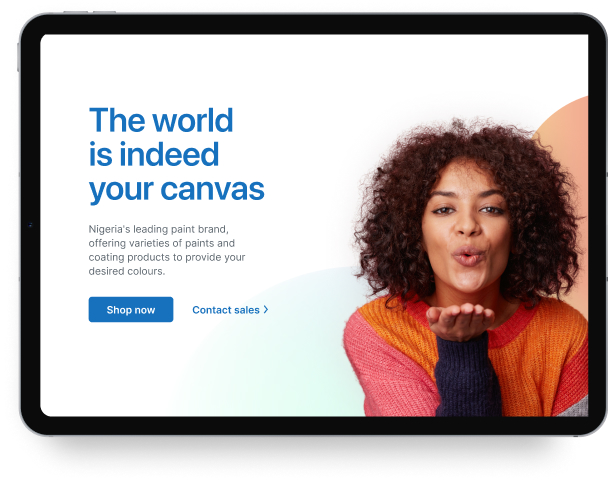 The world
is indeed
your canvas
Nigeria's leading paint brand,
offering varieties of paints and
coating products to provide your
desired colours.
Shop now
Contact sales